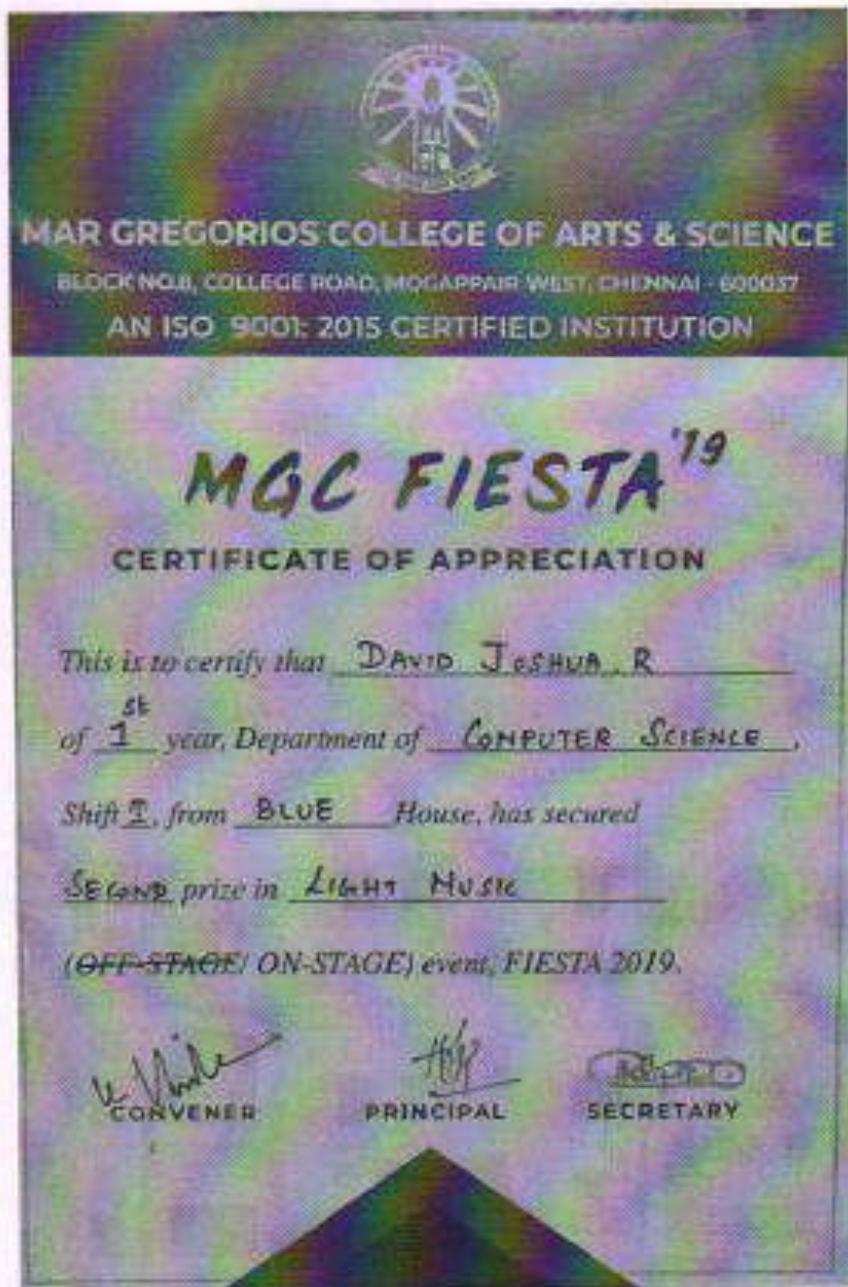 MAR GREGORIOS COLLEGE OF ARTS & SCIENCE
BLOCK NO.8, COLLEGE ROAD, MOGAPPAIR WEST, CHENNAI - 600037
AN ISO 9001: 2015 CERTIFIED INSTITUTION
MGC FIESTA '19
CERTIFICATE OF APPRECIATION
This is to certify that DAVID JOSHUA. R
of 1st year, Department of COMPUTER SCIENCE,
Shift I, from BLUE House, has secured
SECOND prize in LIGHT MUSIC
(OFF-STAGE/ ON-STAGE) event, FIESTA 2019.
CONVENER PRINCIPAL SECRETARY